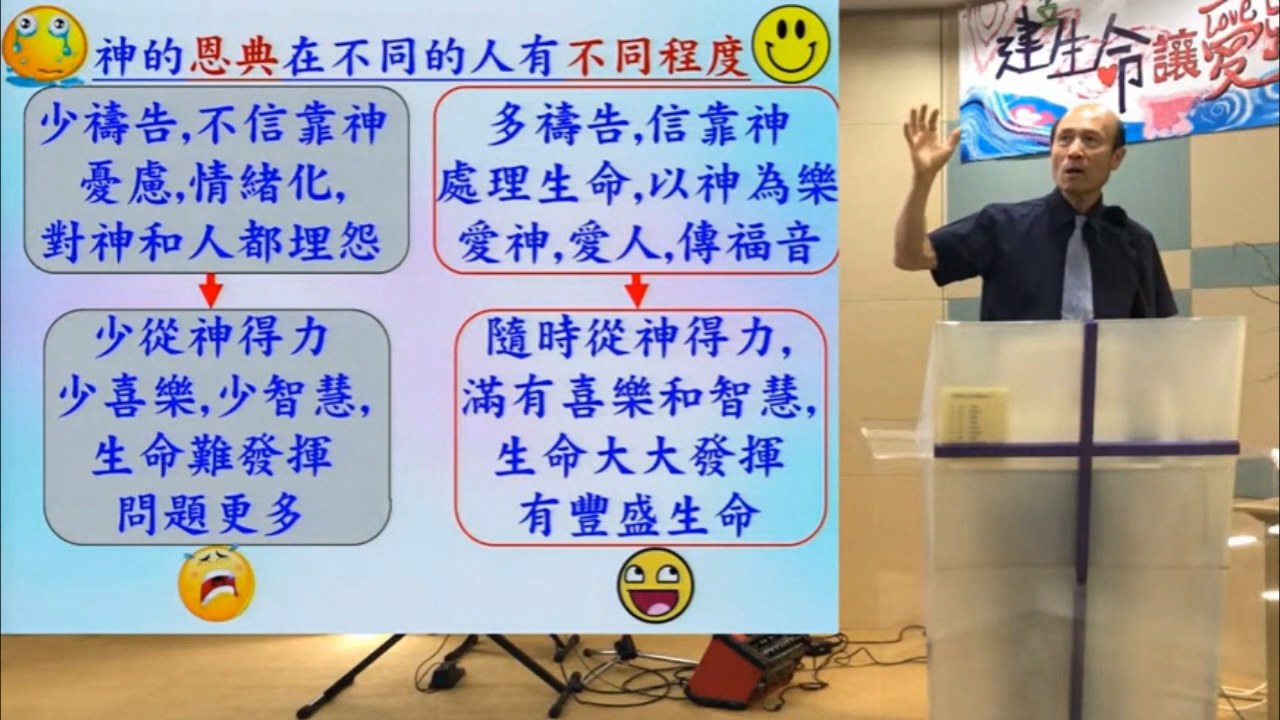 神的恩典在不同的人有不同程度
少禱告,不信靠神
憂慮,情緒化,
對神和人都埋怨
少從神得力
少喜樂,少智慧,
生命難發揮
問題更多
多禱告,信靠神
處理生命,以神為樂
愛神,愛人,傳福音
隨時從神得力,
滿有喜樂和智慧,
生命大大發揮
有豐盛生命
建立生命讓愛
Love